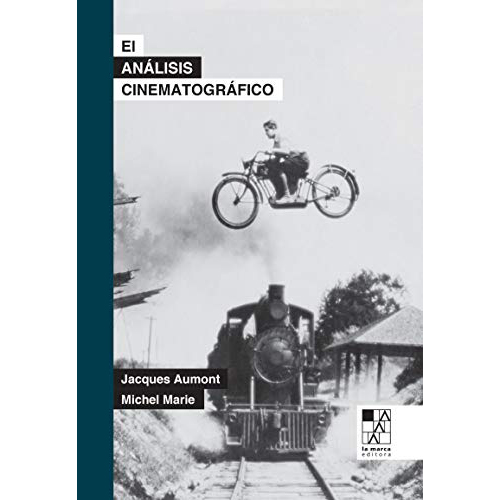 El
ANÁLISIS
CINEMATOGRÁFICO
Jacques Aumont
Michel Marie
la marca
editora